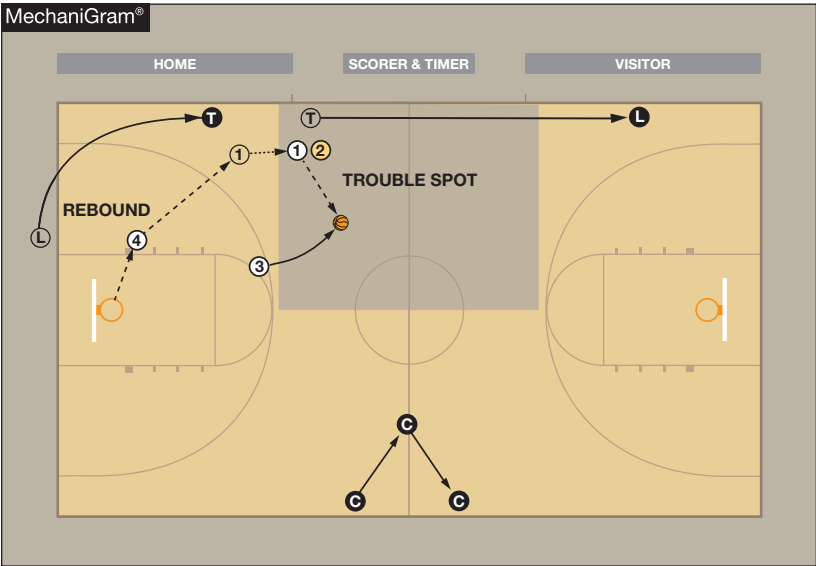 MechaniGram®
HOME
SCORER & TIMER
VISITOR
T
T
L
1
1
2
TROUBLE SPOT
REBOUND
L
4
3
C
C
C